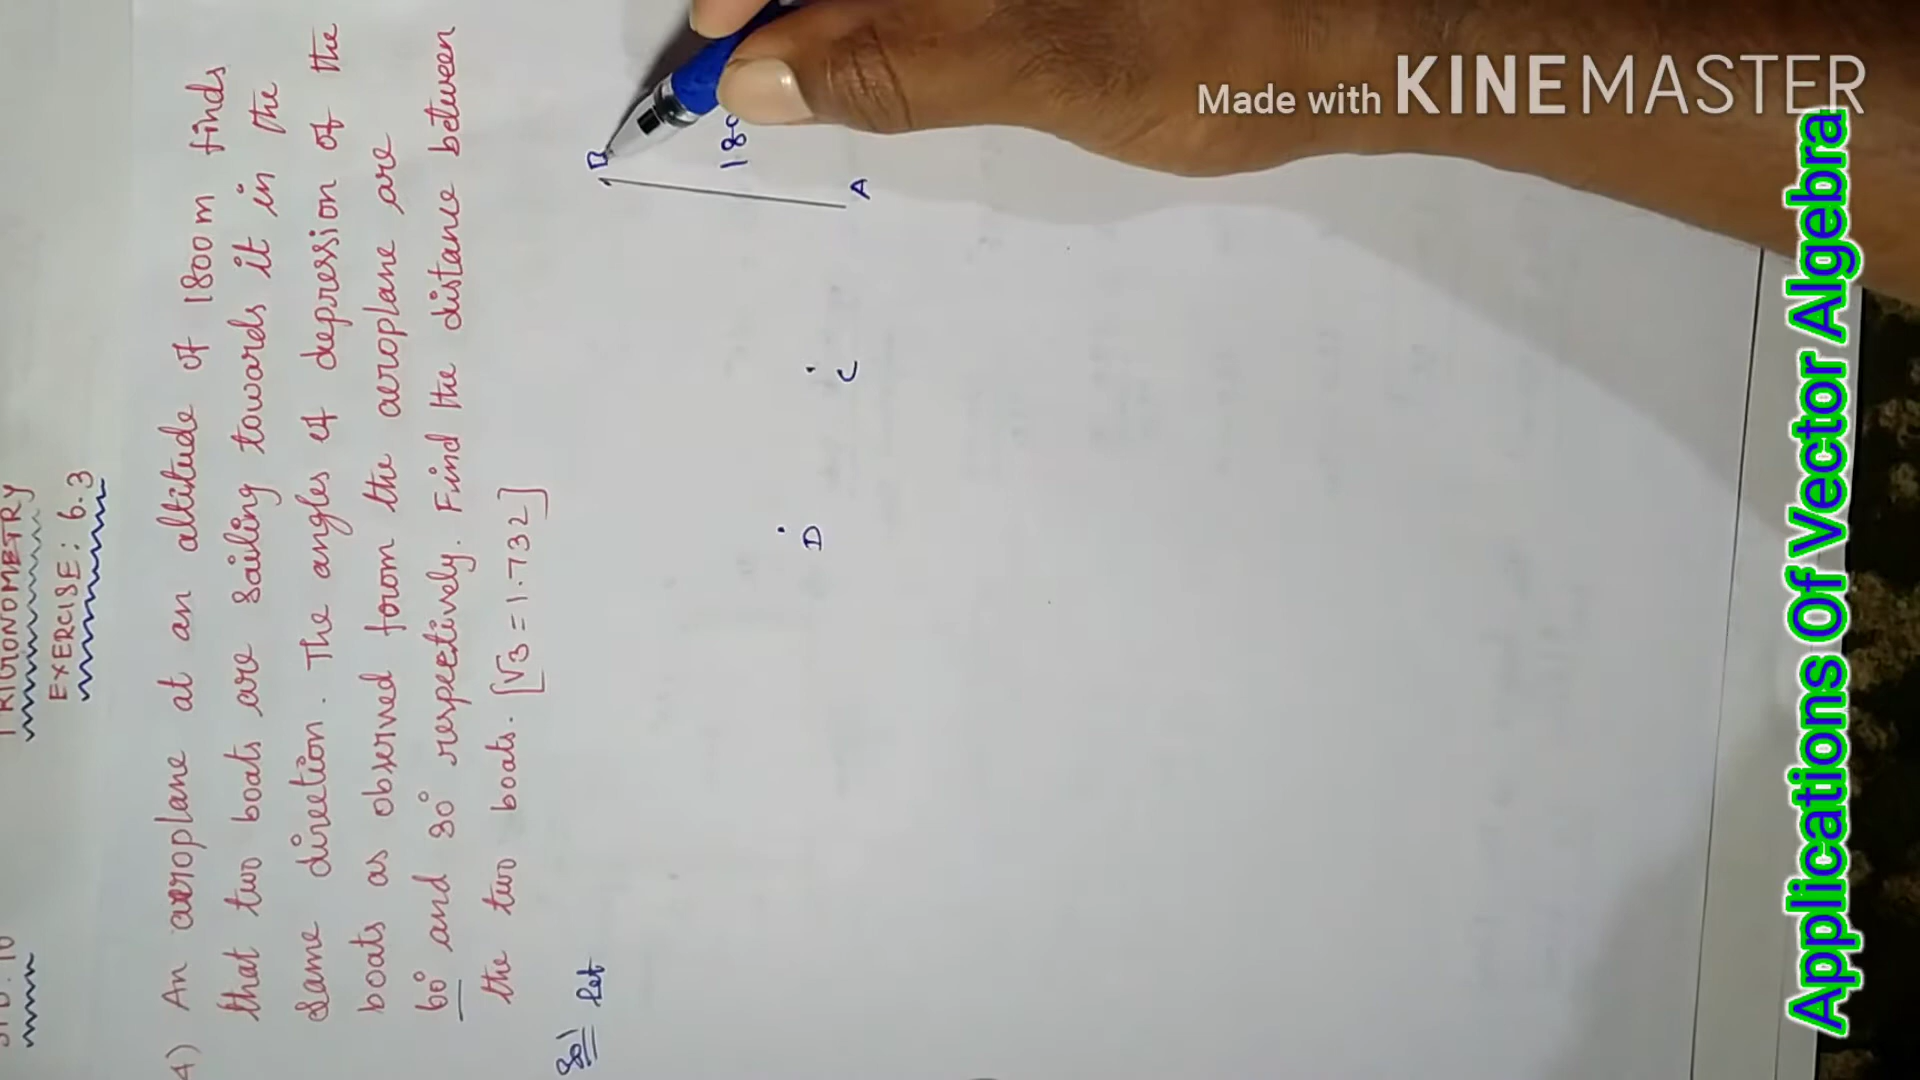 TRIGONOMETRY
EXERCISE: 6.3
4) An aeroplane at an altitude of 1800m finds
that two boats are sailing towards it in the
same direction. The angles of depression of the
boats as observed from the aeroplane are
60° and 30° respectively. Find the distance between
the two boats. [√3 = 1.732]
Sol) let
B
A
C
D
Made with KINEMASTER
Applications Of Vector Algebra